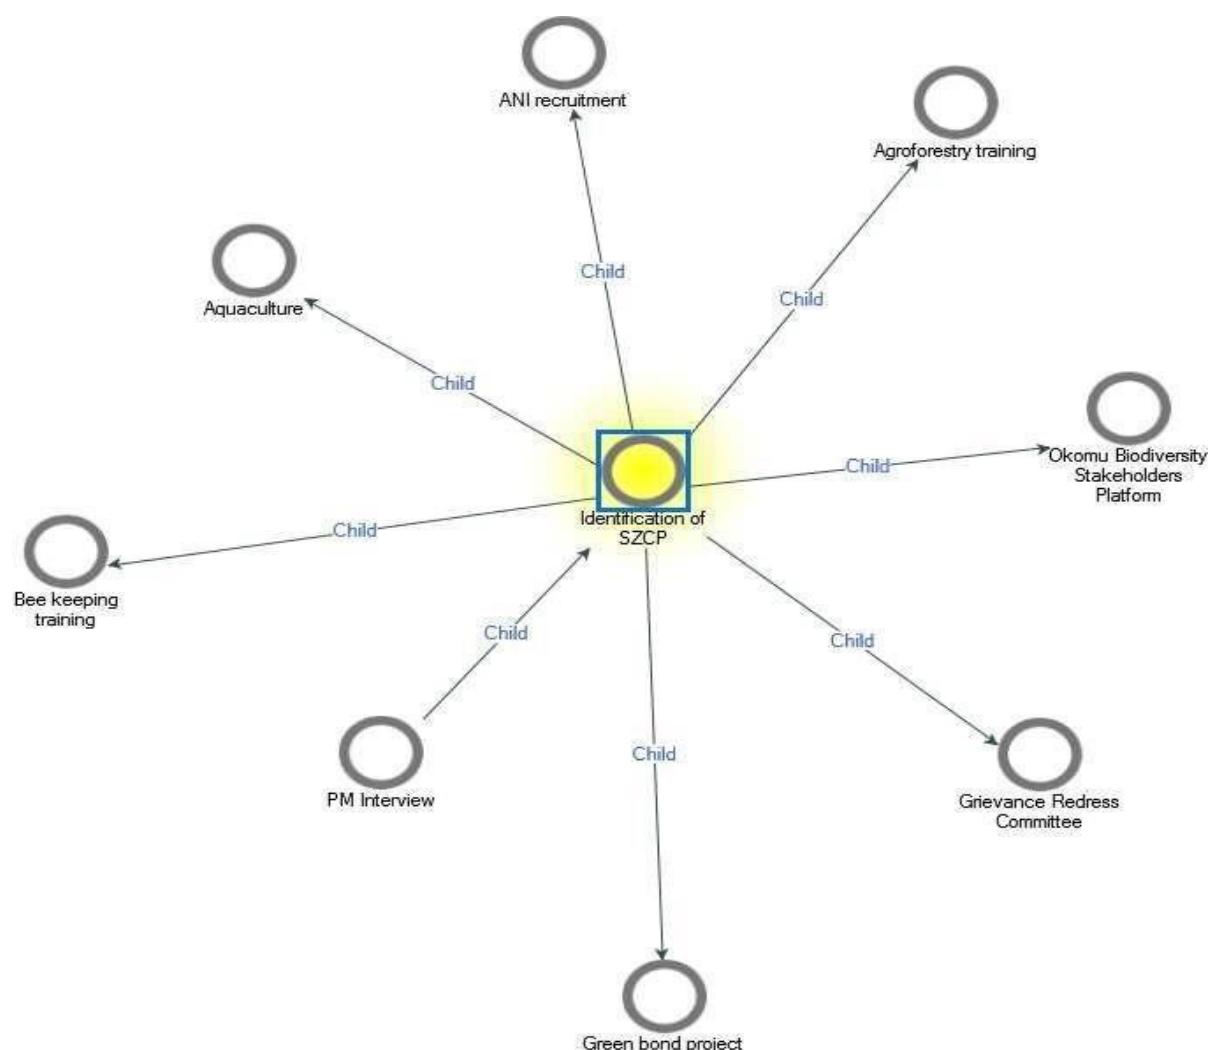 ANI recruitment
Agroforestry training
Child
Child
Aquaculture
Child
Okomu Biodiversity
Stakeholders
Platform
Child
Identification of
SZCP
Child
Bee keeping
training
Child
Child
PM Interview
Child
Grievance Redress
Committee
Green bond project